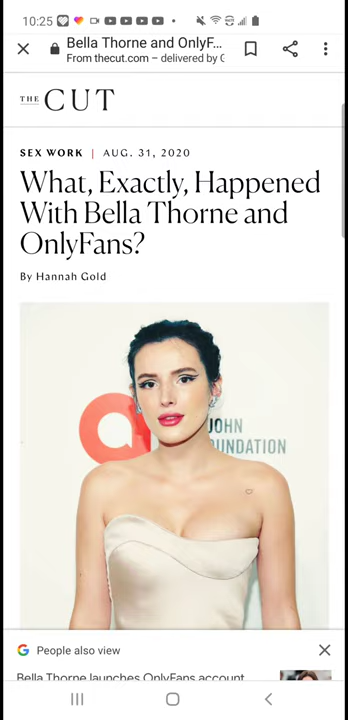 10:25
Bella Thorne and OnlyF...
From thecut.com – delivered by G
THE CUT
SEX WORK | AUG. 31, 2020
What, Exactly, Happened
With Bella Thorne and
OnlyFans?
By Hannah Gold
JOHN
UNDATION
G People also view
Bella Thorne launches OnlyFans account